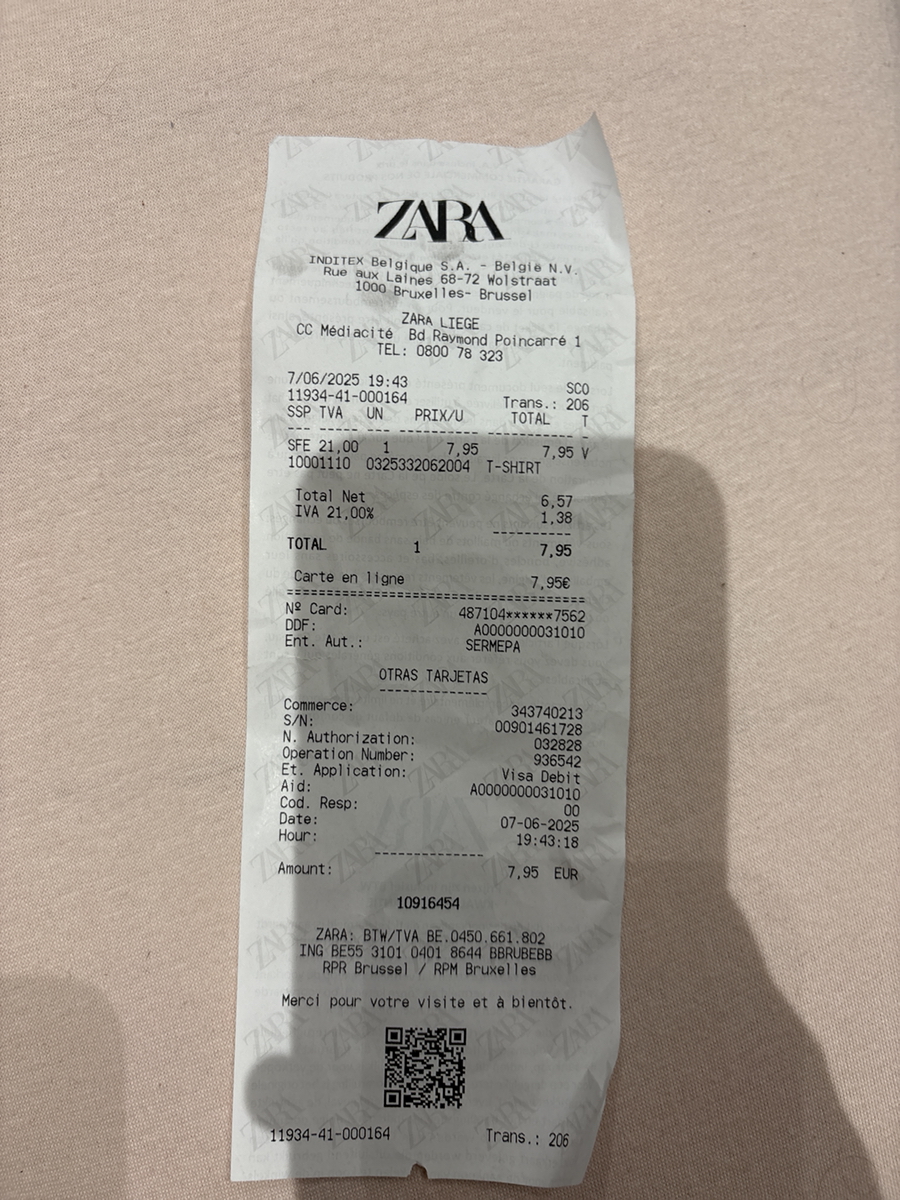 ZARA
INDITEX Belgique S.A. - België N.V.
Rue aux Laines 68-72 Wolstraat
1000 Bruxelles- Brussel
ZARA LIEGE
CC Médiacité Bd Raymond Poincarré 1
TEL: 0800 78 323
7/06/2025 19:43 SCO
11934-41-000164 Trans.: 206
SSP TVA UN PRIX/U TOTAL T
--- ----- --- ---------- ----------- -
SFE 21,00 1 7,95 7,95 V
10001110 0325332062004 T-SHIRT
Total Net 6,57
IVA 21,00% 1,38
----------
TOTAL 1 7,95
Carte en ligne 7,95€
======================================
Nº Card: 487104******7562
DDF: A0000000031010
Ent. Aut.: SERMEPA
OTRAS TARJETAS
--------------
Commerce: 343740213
S/N: 00901461728
N. Authorization: 032828
Operation Number: 936542
Et. Application: Visa Debit
Aid: A0000000031010
Cod. Resp: 00
Date: 07-06-2025
Hour: 19:43:18
--------------
Amount: 7,95 EUR
10916454
ZARA: BTW/TVA BE.0450.661.802
ING BE55 3101 0401 8644 BBRUBEBB
RPR Brussel / RPM Bruxelles
Merci pour votre visite et à bientôt.
11934-41-000164 Trans.: 206